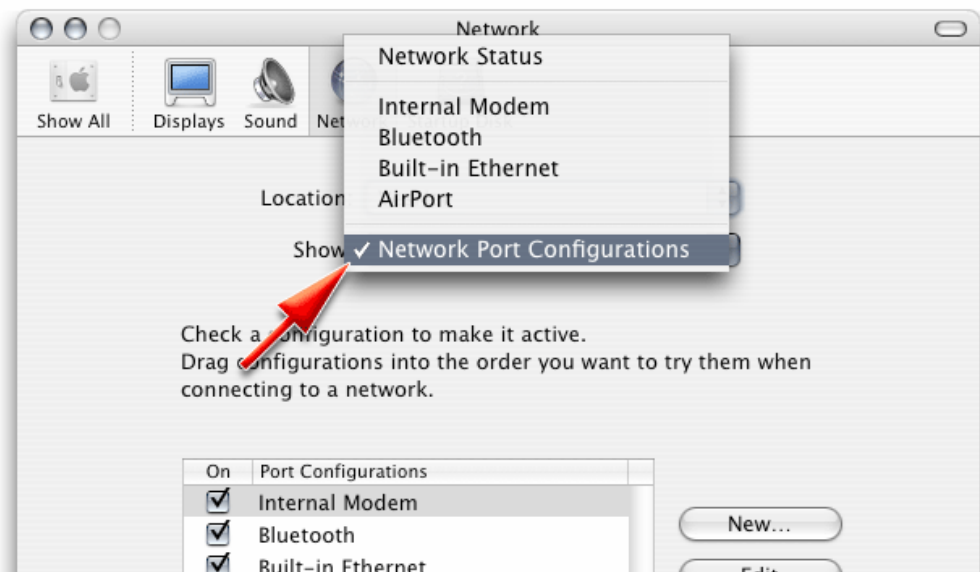 Network
Network Status
Show All
Displays
Sound
Internal Modem
Bluetooth
Built-in Ethernet
AirPort
Location
Show
✓ Network Port Configurations
Check a configuration to make it active.
Drag configurations into the order you want to try them when
connecting to a network.
On Port Configurations
Internal Modem
Bluetooth
New...
Built-in Ethernet
Edit